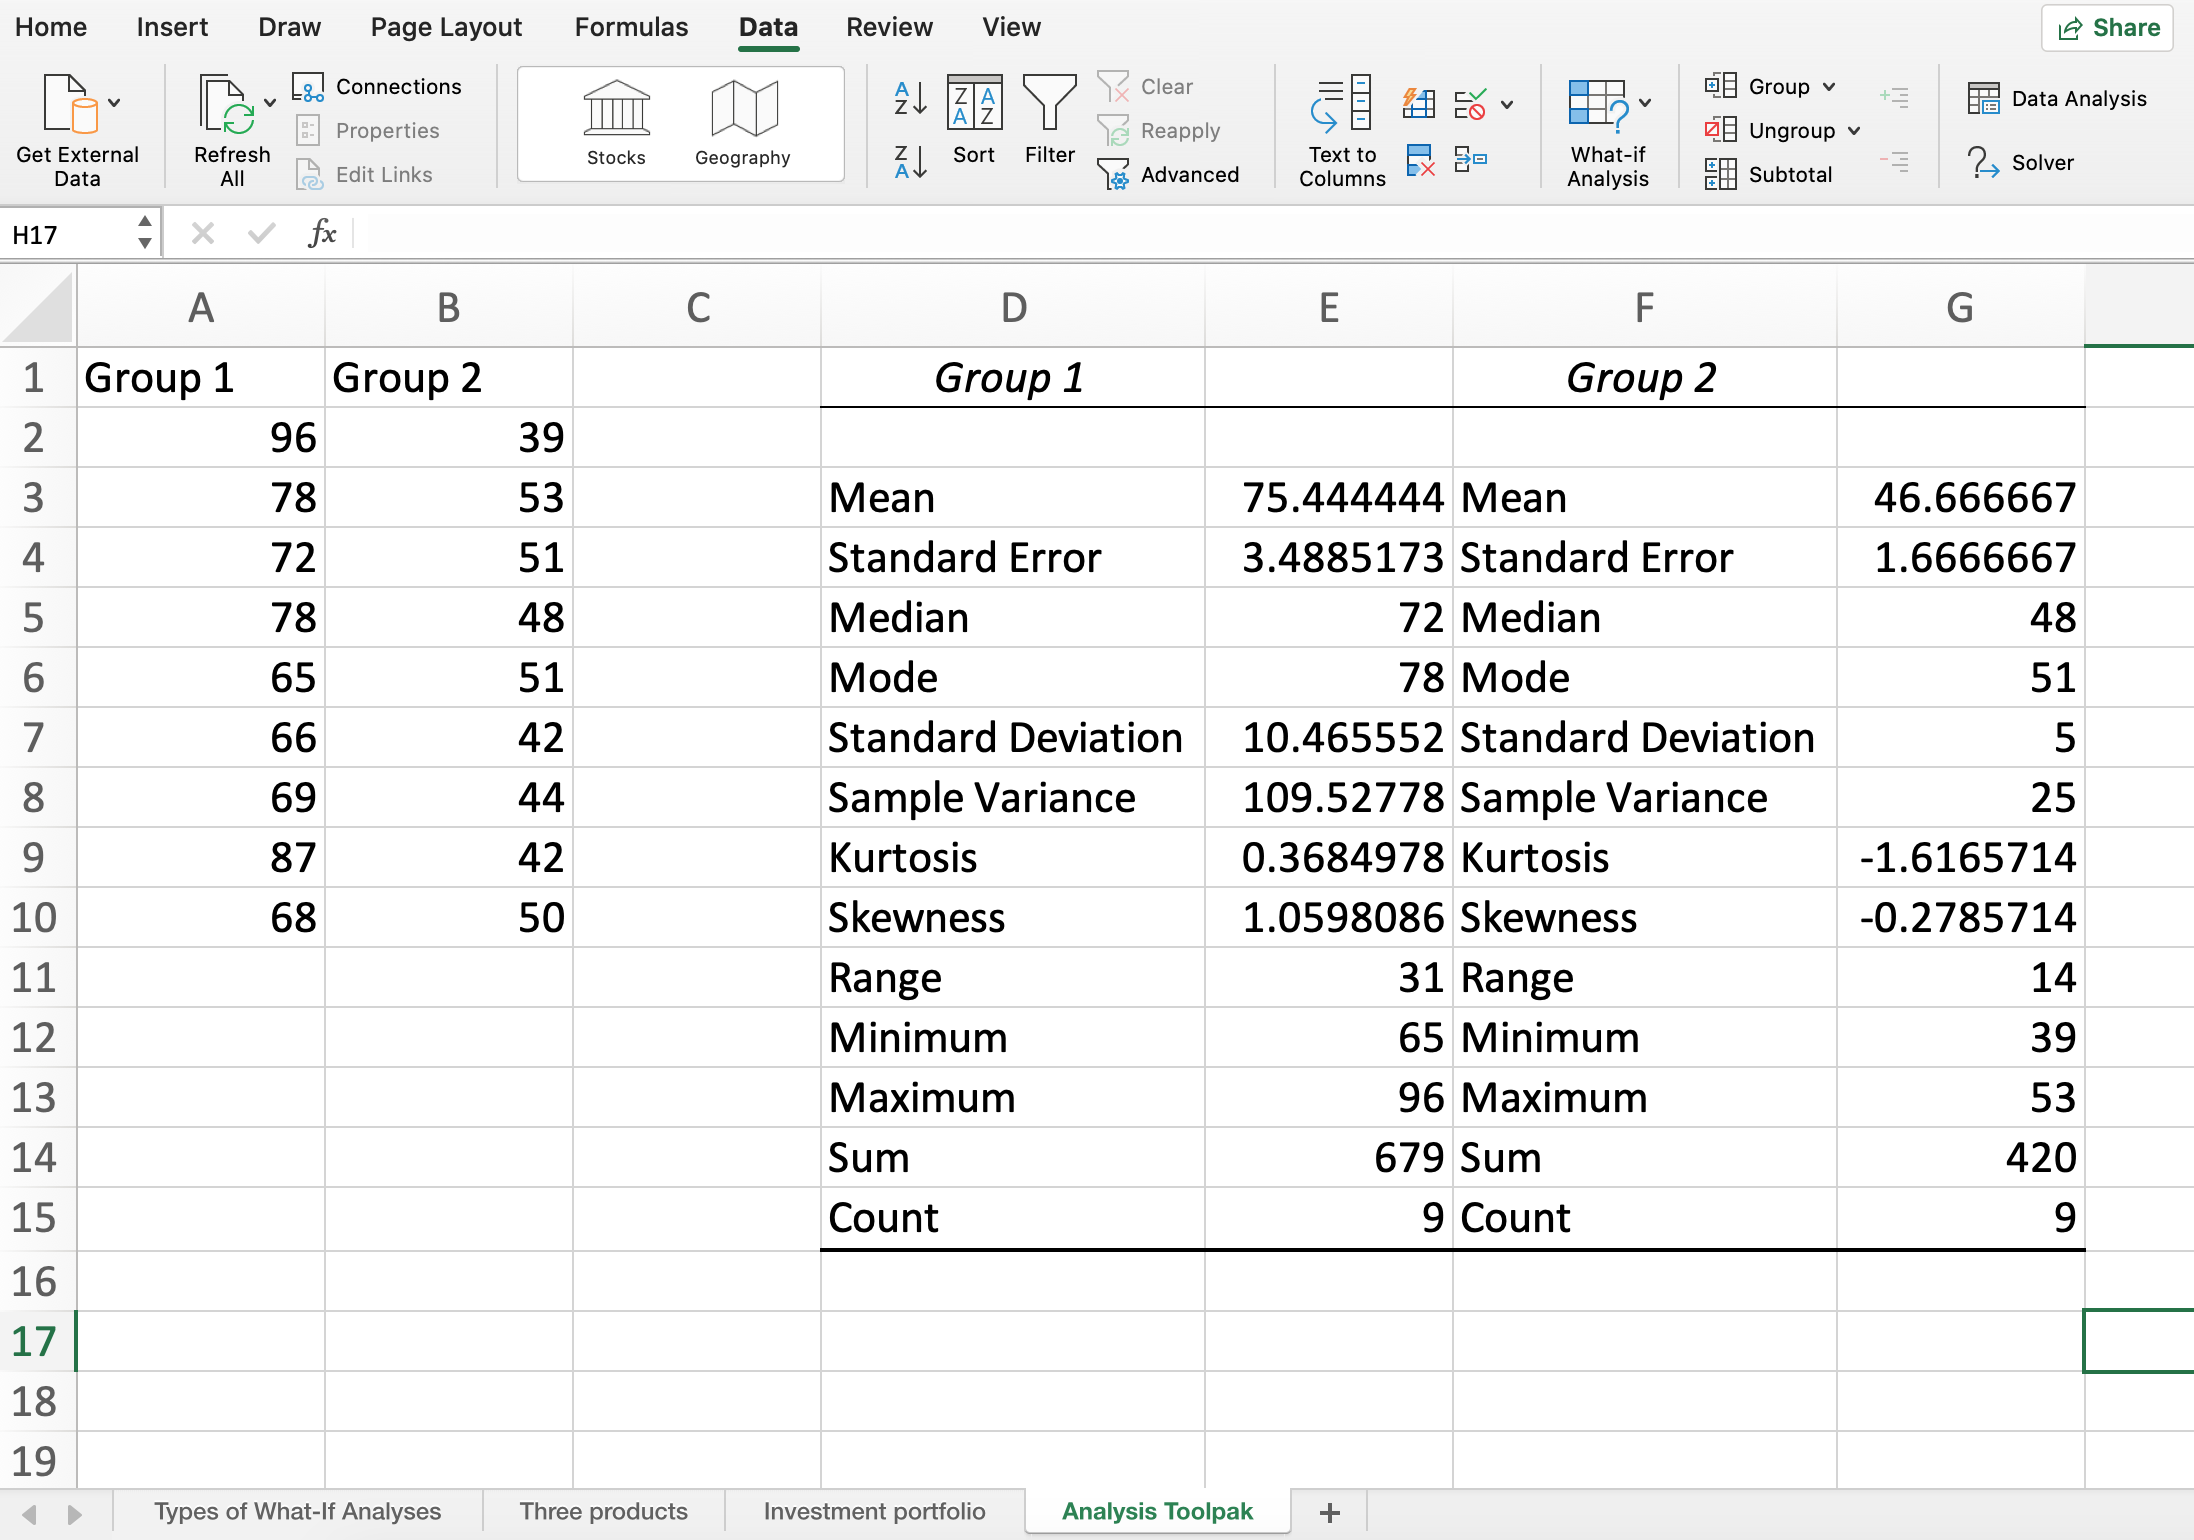 Home Insert Draw Page Layout Formulas Data Review View Share
Get External Data
Refresh All
Connections
Properties
Edit Links
Stocks
Geography
A Z
Z A
Z A A Z
Sort
Filter
Clear
Reapply
Advanced
Text to Columns
What-if Analysis
Group
Ungroup
Subtotal
Data Analysis
Solver
H17 fx
A B C D E F G
1 Group 1 Group 2 Group 1 Group 2
2 96 39
3 78 53 Mean 75.444444 Mean 46.666667
4 72 51 Standard Error 3.4885173 Standard Error 1.6666667
5 78 48 Median 72 Median 48
6 65 51 Mode 78 Mode 51
7 66 42 Standard Deviation 10.465552 Standard Deviation 5
8 69 44 Sample Variance 109.52778 Sample Variance 25
9 87 42 Kurtosis 0.3684978 Kurtosis -1.6165714
10 68 50 Skewness 1.0598086 Skewness -0.2785714
11 Range 31 Range 14
12 Minimum 65 Minimum 39
13 Maximum 96 Maximum 53
14 Sum 679 Sum 420
15 Count 9 Count 9
16
17
18
19
Types of What-If Analyses Three products Investment portfolio Analysis Toolpak +